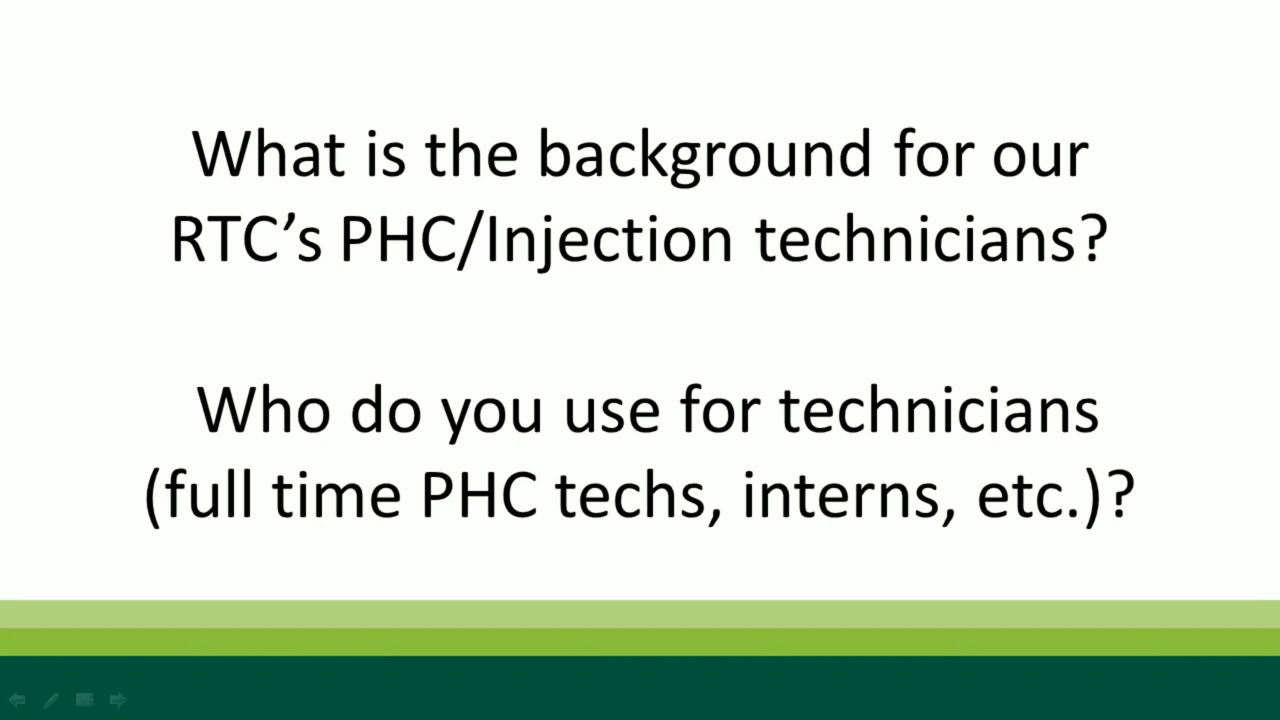 What is the background for our
RTC’s PHC/Injection technicians?
Who do you use for technicians
(full time PHC techs, interns, etc.)?